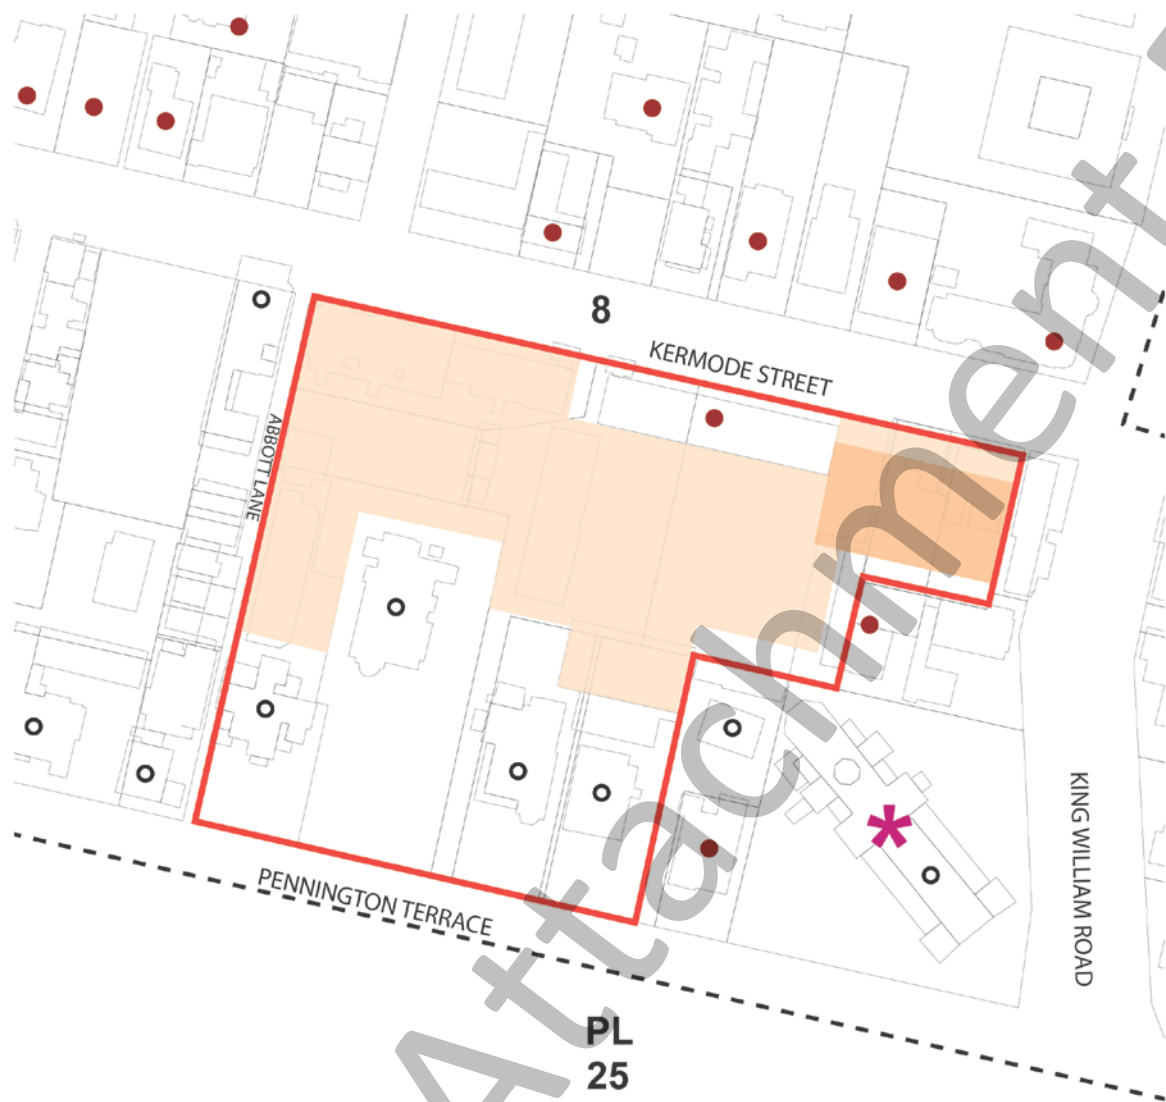 8
KERMODE STREET
ABBOTT LANE
KING WILLIAM ROAD
PENNINGTON TERRACE
PL
25
Attachment